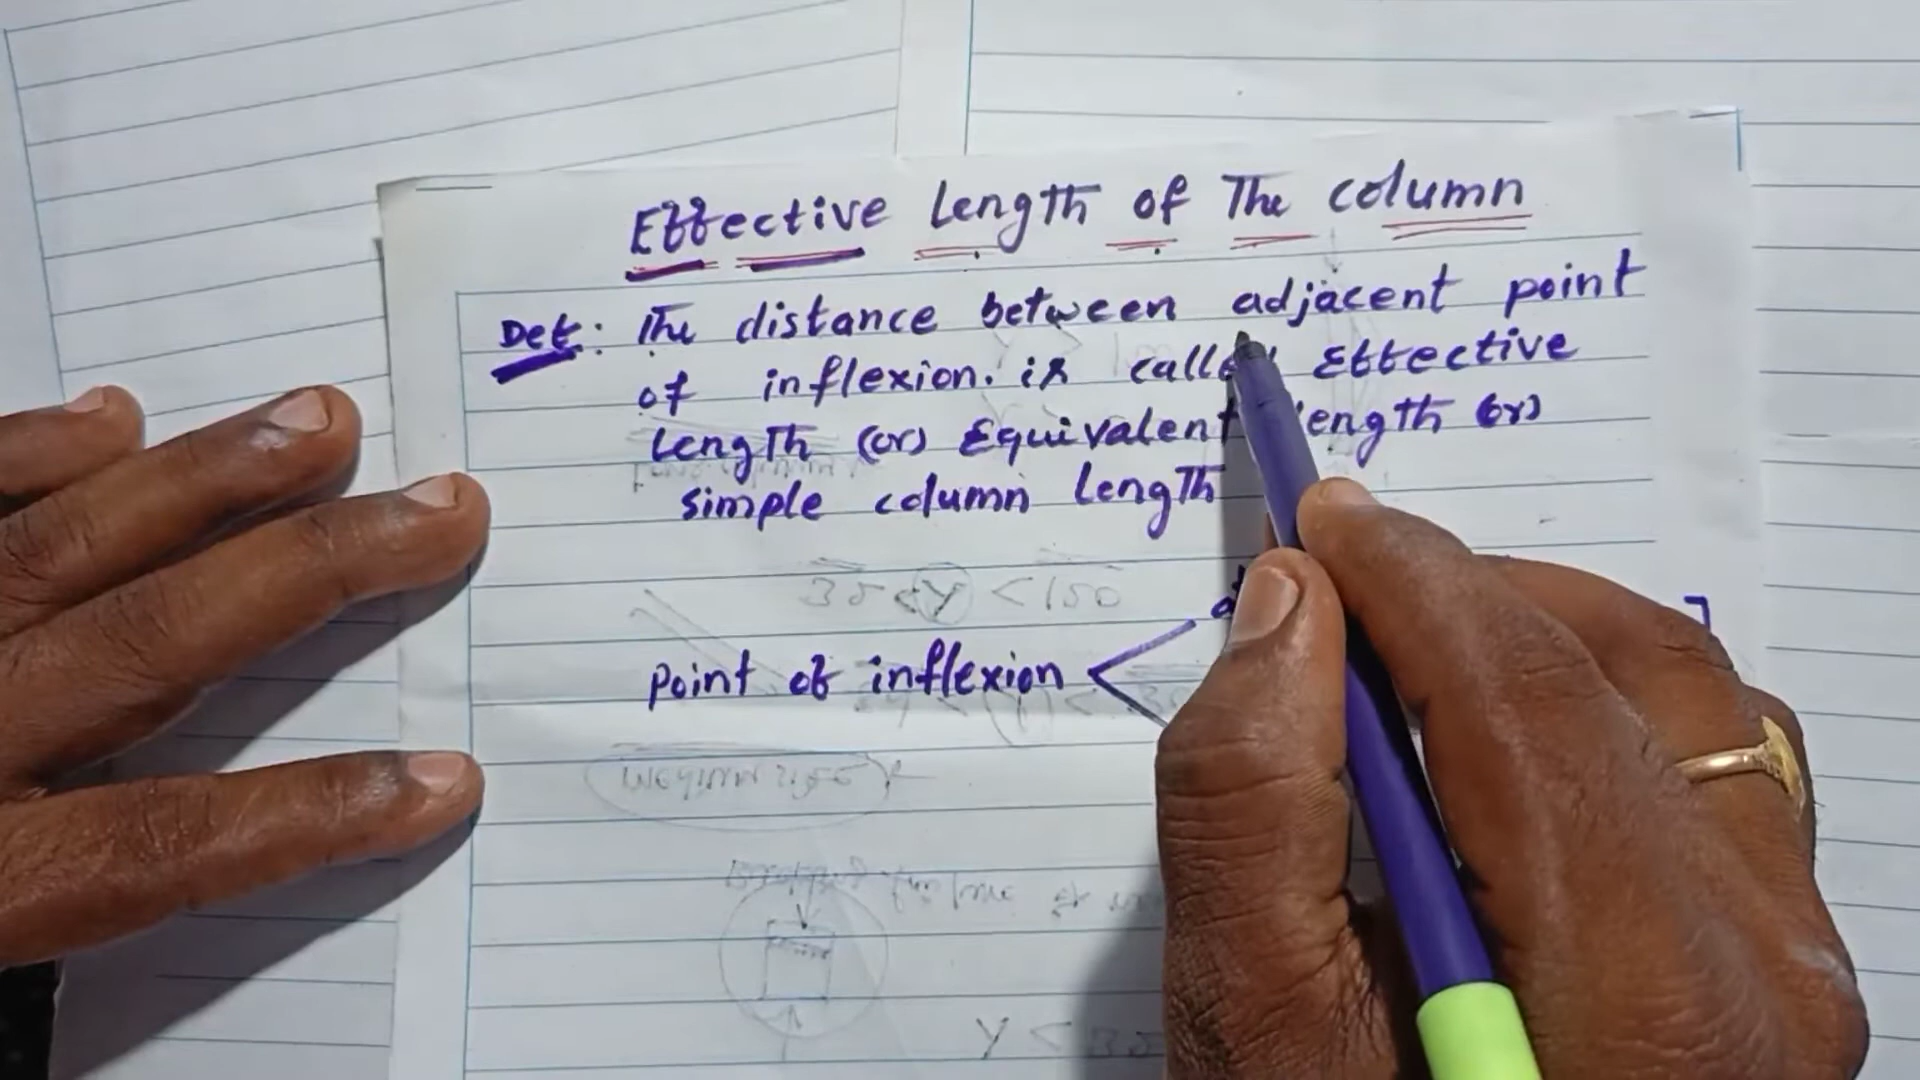 Effective Length of The column
Def: The distance between adjacent point
of inflexion. is called Effective
Length (or) Equivalent length (or)
simple column length
35 < y < 150
Point of inflexion
y < 35